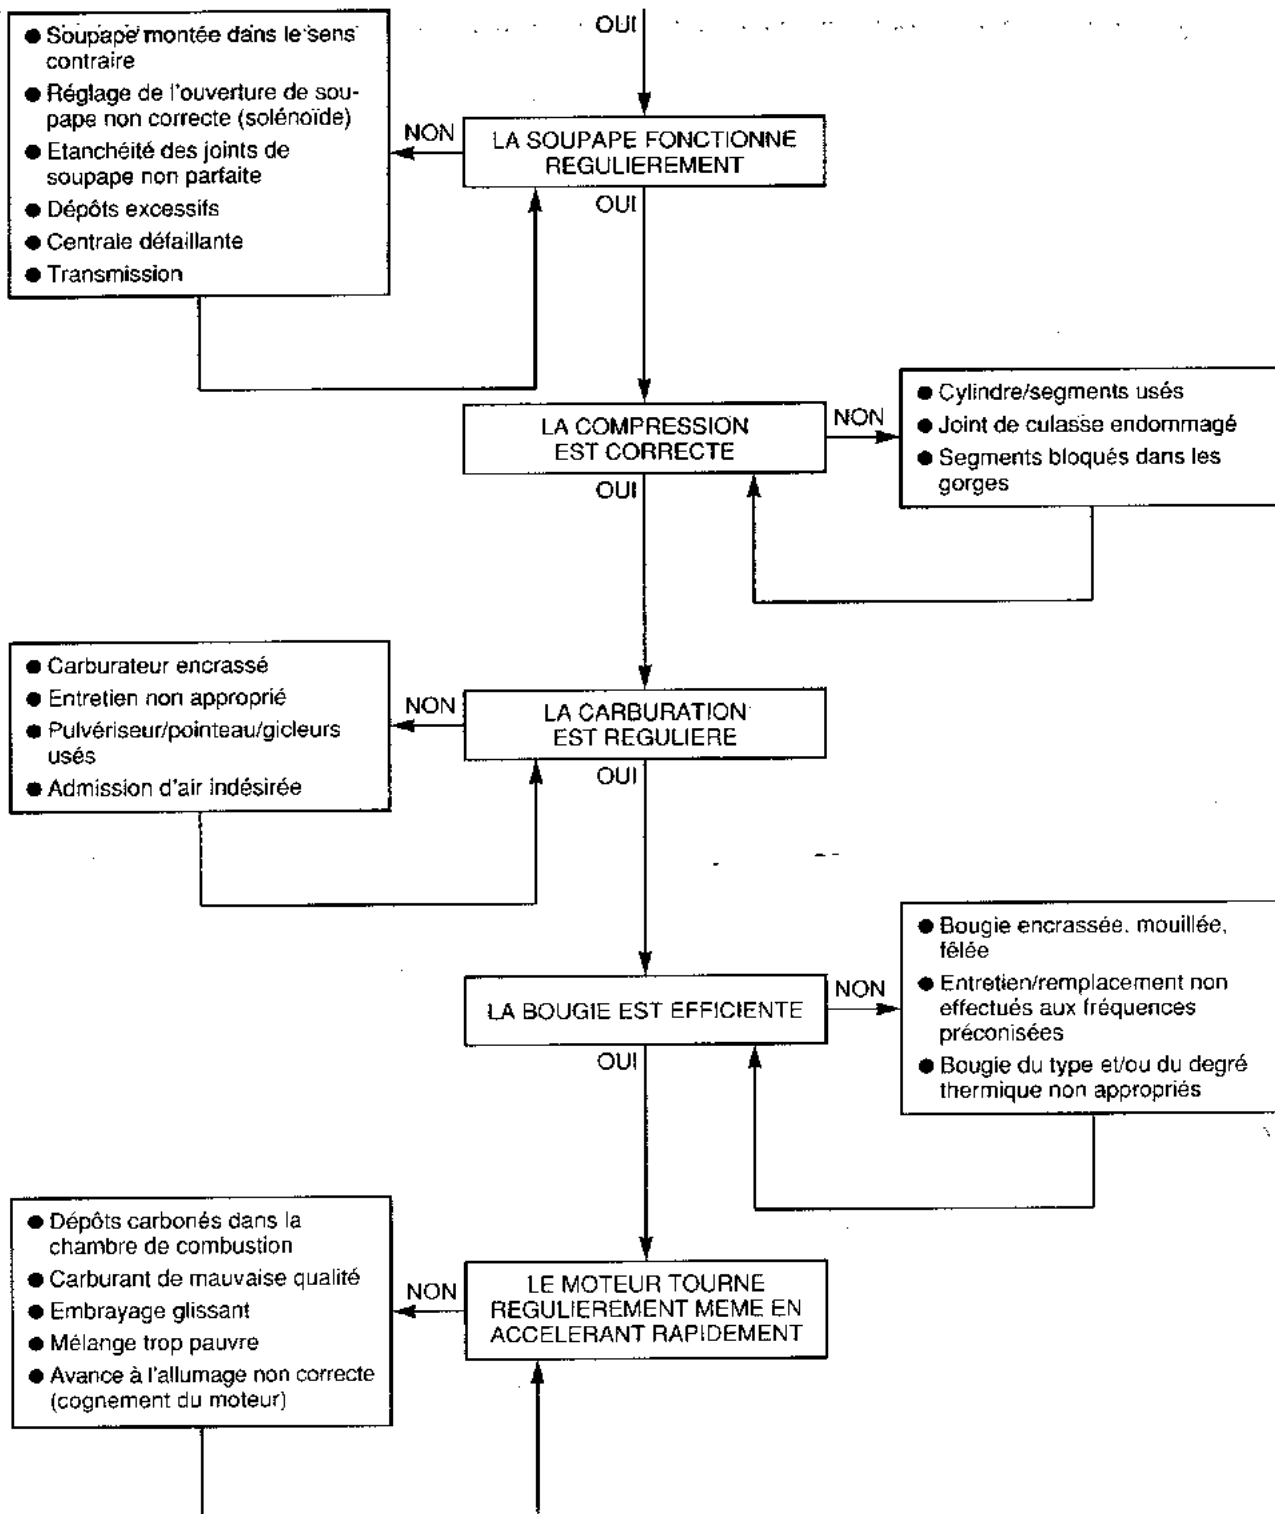 OUI
● Soupape montée dans le sens
contraire
● Réglage de l'ouverture de sou-
pape non correcte (solénoïde)
● Etanchéité des joints de
soupape non parfaite
● Dépôts excessifs
● Centrale défaillante
● Transmission
NON
LA SOUPAPE FONCTIONNE
REGULIEREMENT
OUI
LA COMPRESSION
EST CORRECTE
NON
● Cylindre/segments usés
● Joint de culasse endommagé
● Segments bloqués dans les
gorges
OUI
● Carburateur encrassé
● Entretien non approprié
● Pulvériseur/pointeau/gicleurs
usés
● Admission d'air indésirée
NON
LA CARBURATION
EST REGULIERE
OUI
LA BOUGIE EST EFFICIENTE
NON
● Bougie encrassée, mouillée,
fêlée
● Entretien/remplacement non
effectués aux fréquences
préconisées
● Bougie du type et/ou du degré
thermique non appropriés
OUI
● Dépôts carbonés dans la
chambre de combustion
● Carburant de mauvaise qualité
● Embrayage glissant
● Mélange trop pauvre
● Avance à l'allumage non correcte
(cognement du moteur)
NON
LE MOTEUR TOURNE
REGULIEREMENT MEME EN
ACCELERANT RAPIDEMENT